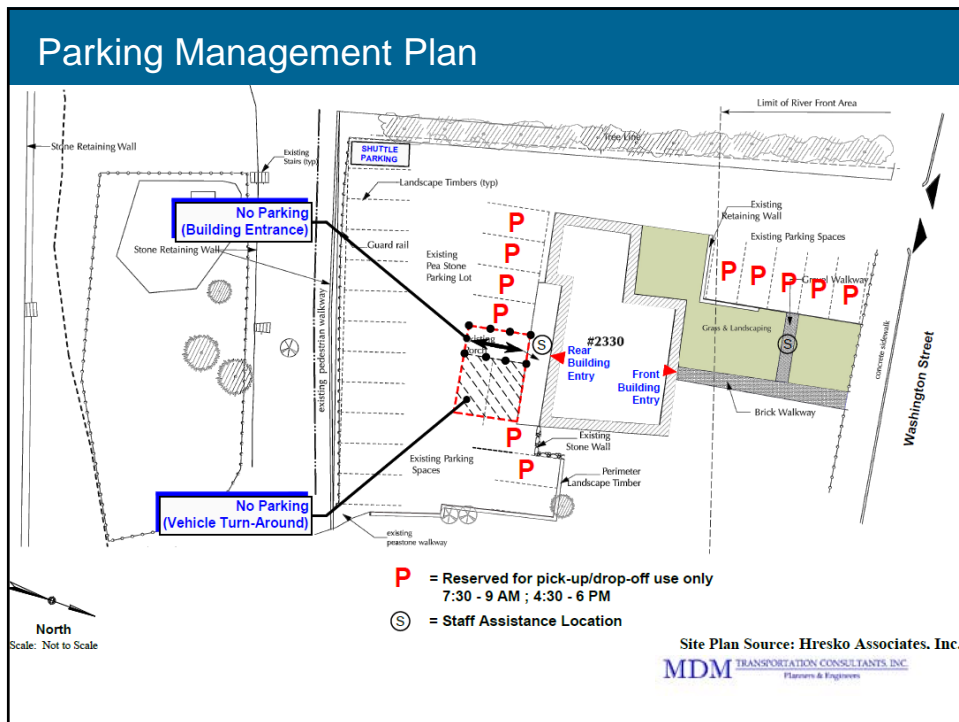 Parking Management Plan
Limit of River Front Area
Stone Retaining Wall
Existing
Stairs (typ)
SHUTTLE
PARKING
Tree Line
Landscape Timbers (typ)
No Parking
(Building Entrance)
Existing
Retaining Wall
Existing Parking Spaces
Stone Retaining Wall
Guard rail
Existing
Pea Stone
Parking Lot
P
P
P
P
P
P
P
P
P
Gravel Walkway
existing pedestrian walkway
Existing
Porch
S
#2330
Grass & Landscaping
S
Rear
Building
Entry
Front
Building
Entry
concrete sidewalk
Washington Street
Brick Walkway
P
P
Existing
Stone Wall
Existing Parking
Spaces
Perimeter
Landscape Timber
No Parking
(Vehicle Turn-Around)
existing
peastone walkway
P = Reserved for pick-up/drop-off use only
7:30 - 9 AM ; 4:30 - 6 PM
S = Staff Assistance Location
North
Scale: Not to Scale
Site Plan Source: Hresko Associates, Inc.
MDM TRANSPORTATION CONSULTANTS, INC.
Planners & Engineers